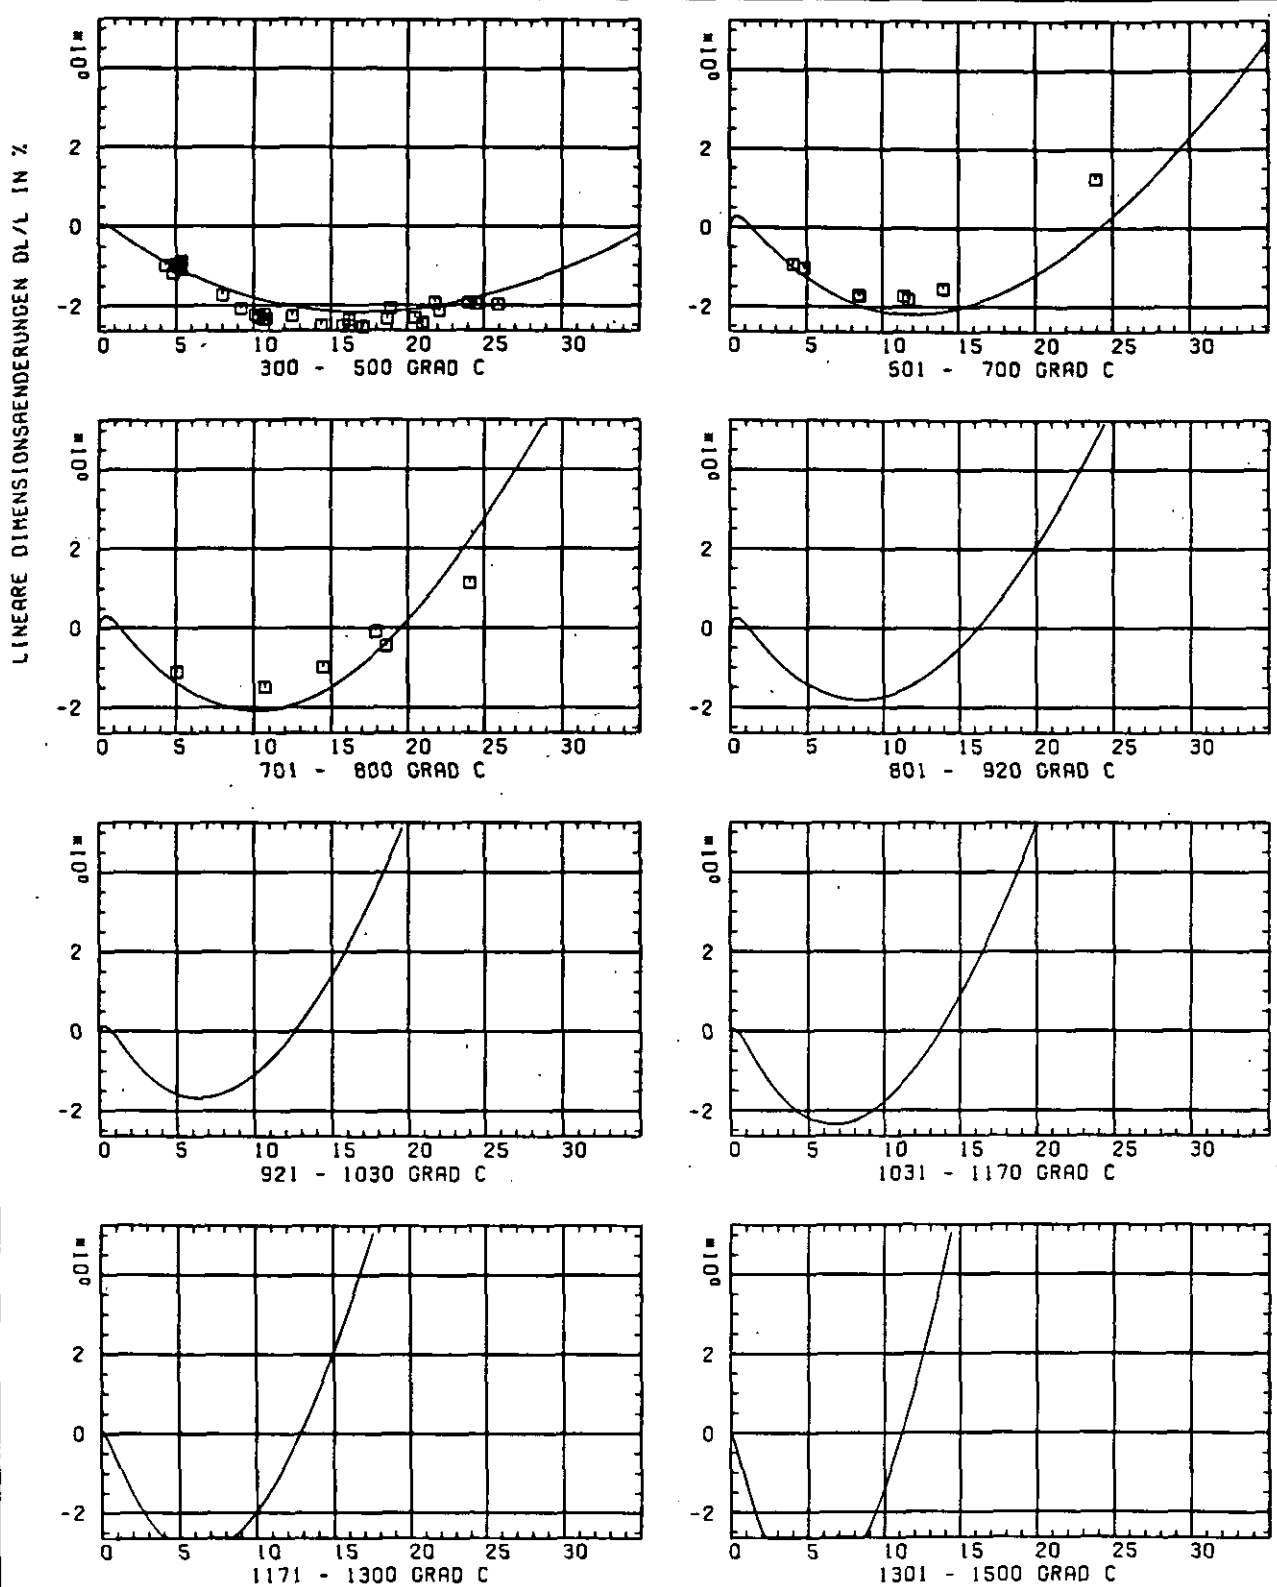 LINEARE DIMENSIONSAENDERUNGEN DL/L IN %
*10⁰
2
0
-2
0 5 10 15 20 25 30
300 - 500 GRAD C
*10⁰
2
0
-2
0 5 10 15 20 25 30
501 - 700 GRAD C
*10⁰
2
0
-2
0 5 10 15 20 25 30
701 - 800 GRAD C
*10⁰
2
0
-2
0 5 10 15 20 25 30
801 - 920 GRAD C
*10⁰
2
0
-2
0 5 10 15 20 25 30
921 - 1030 GRAD C
*10⁰
2
0
-2
0 5 10 15 20 25 30
1031 - 1170 GRAD C
*10⁰
2
0
-2
0 5 10 15 20 25 30
1171 - 1300 GRAD C
*10⁰
2
0
-2
0 5 10 15 20 25 30
1301 - 1500 GRAD C